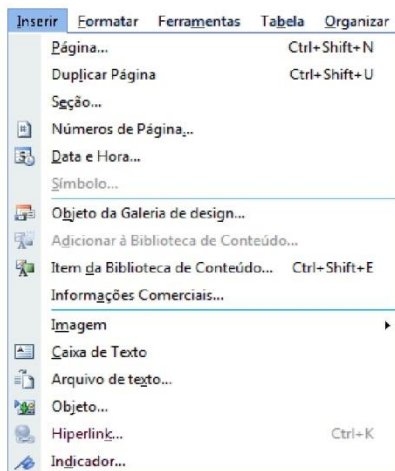 Inserir Formatar Ferramentas Tabela Organizar
Página... Ctrl+Shift+N
Duplicar Página Ctrl+Shift+U
Seção...
Números de Página...
Data e Hora...
Símbolo...
Objeto da Galeria de design...
Adicionar à Biblioteca de Conteúdo...
Item da Biblioteca de Conteúdo... Ctrl+Shift+E
Informações Comerciais...
Imagem
Caixa de Texto
Arquivo de texto...
Objeto...
Hiperlink... Ctrl+K
Indicador...